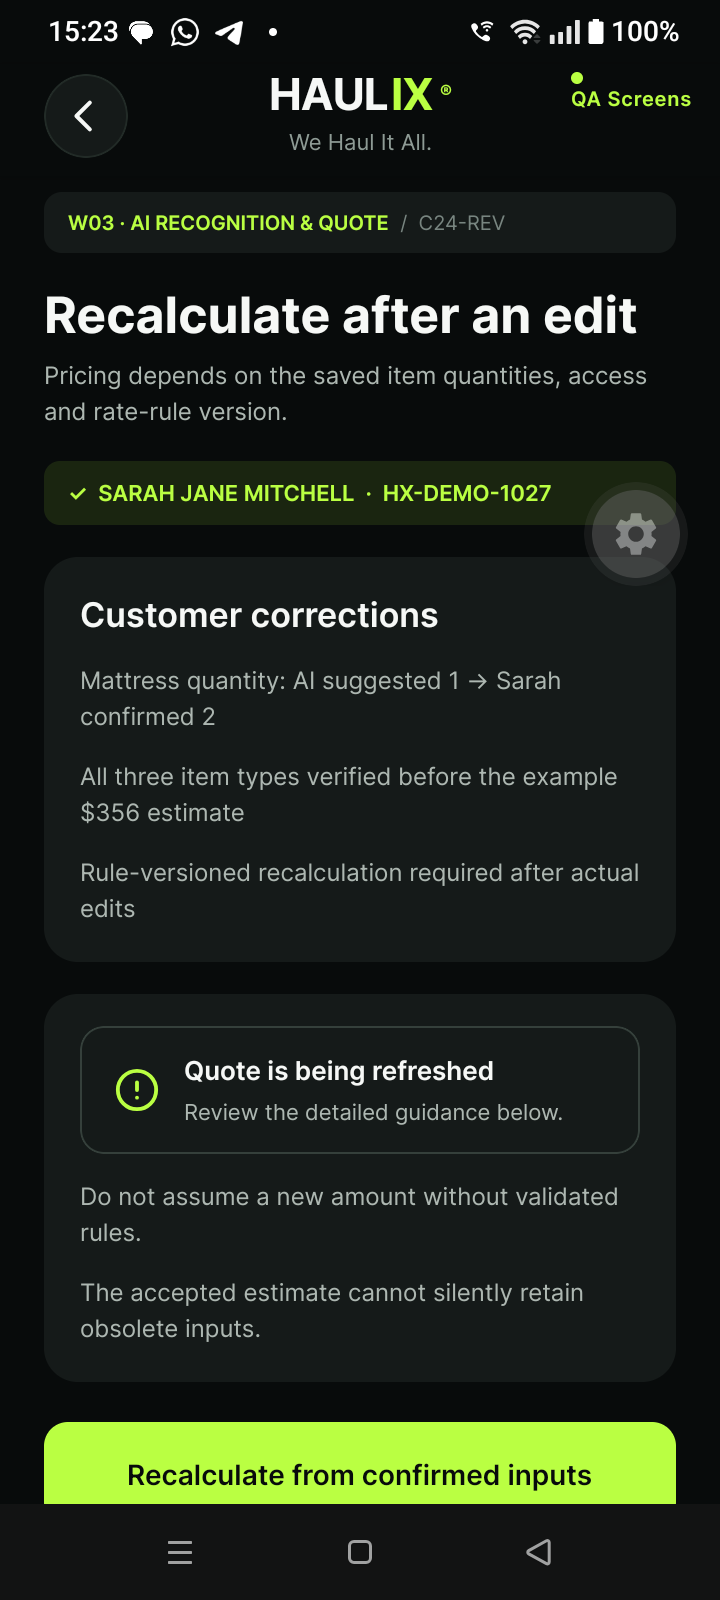 15:23
100%
HAULIX ®
QA Screens
We Haul It All.
W03 · AI RECOGNITION & QUOTE / C24-REV
Recalculate after an edit
Pricing depends on the saved item quantities, access
and rate-rule version.
✓ SARAH JANE MITCHELL · HX-DEMO-1027
Customer corrections
Mattress quantity: AI suggested 1 → Sarah
confirmed 2
All three item types verified before the example
$356 estimate
Rule-versioned recalculation required after actual
edits
Quote is being refreshed
Review the detailed guidance below.
Do not assume a new amount without validated
rules.
The accepted estimate cannot silently retain
obsolete inputs.
Recalculate from confirmed inputs